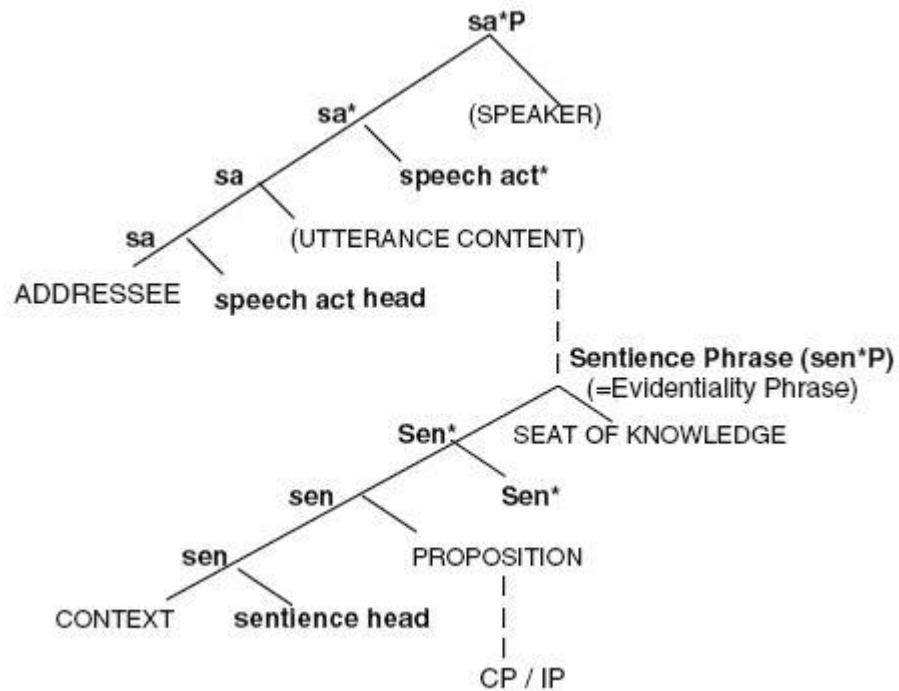 sa*P
sa*
(SPEAKER)
sa
speech act*
sa
(UTTERANCE CONTENT)
ADDRESSEE
speech act head
Sentience Phrase (sen*P)
(=Evidentiality Phrase)
Sen*
SEAT OF KNOWLEDGE
sen
Sen*
sen
PROPOSITION
CONTEXT
sentience head
CP / IP